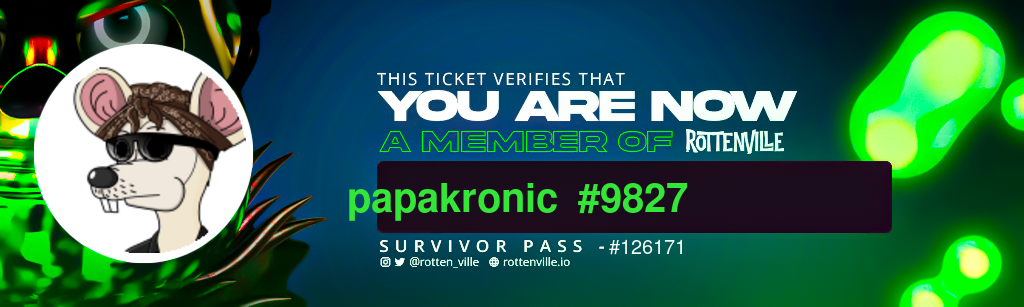 THIS TICKET VERIFIES THAT
YOU ARE NOW
A MEMBER OF ROTTENVILLE
papakronic #9827
SURVIVOR PASS - #126171
@rotten_ville rottenville.io